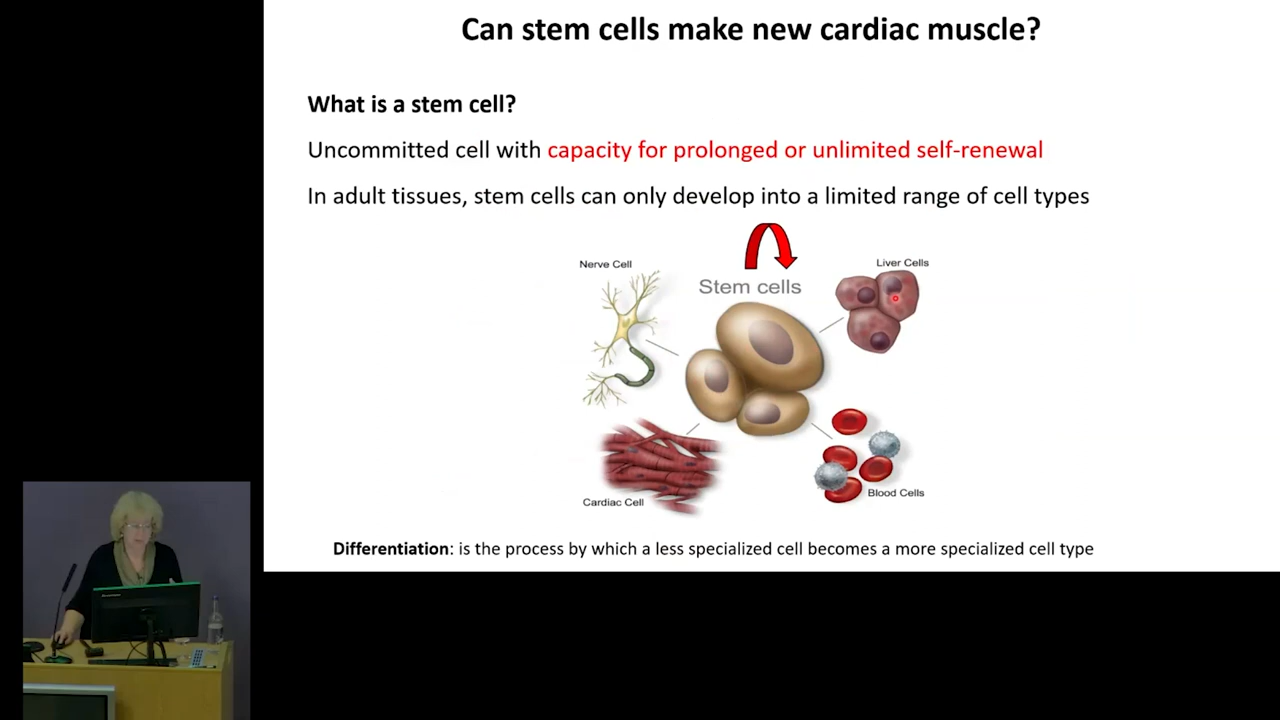 Can stem cells make new cardiac muscle?
What is a stem cell?
Uncommitted cell with capacity for prolonged or unlimited self-renewal
In adult tissues, stem cells can only develop into a limited range of cell types
Nerve Cell
Stem cells
Liver Cells
Cardiac Cell
Blood Cells
Differentiation: is the process by which a less specialized cell becomes a more specialized cell type